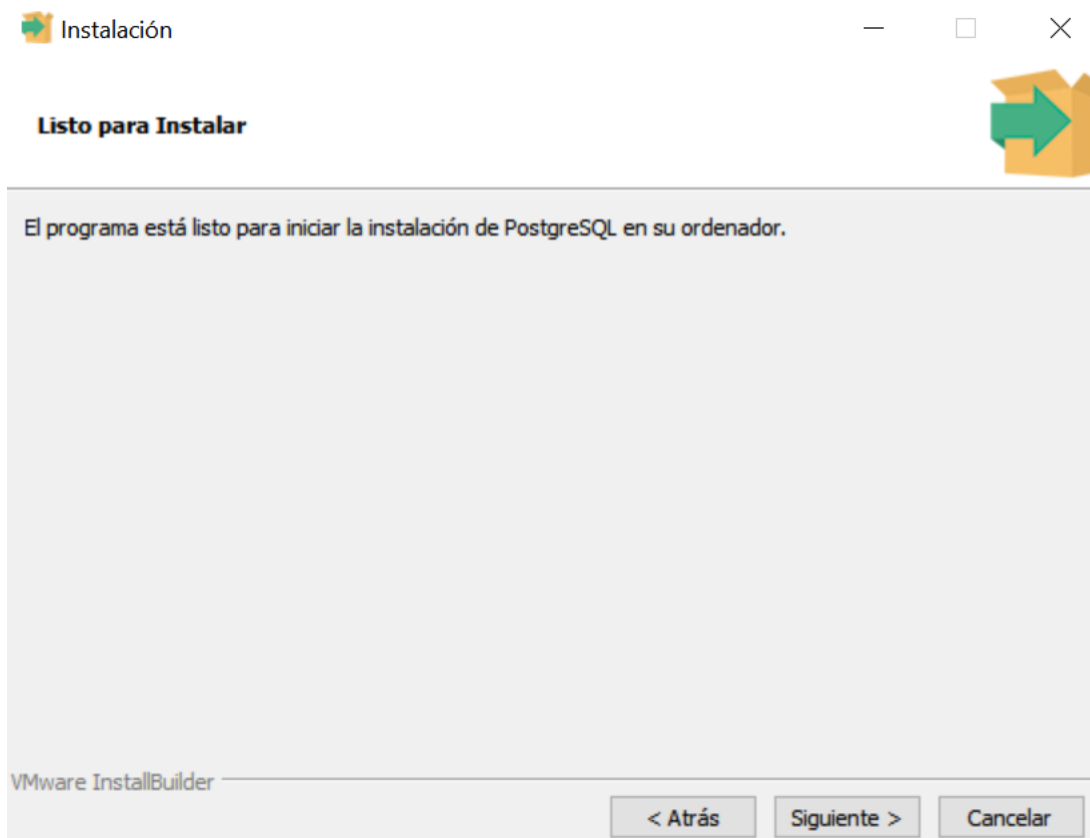 Instalación
Listo para Instalar
El programa está listo para iniciar la instalación de PostgreSQL en su ordenador.
VMware InstallBuilder
< Atrás
Siguiente >
Cancelar